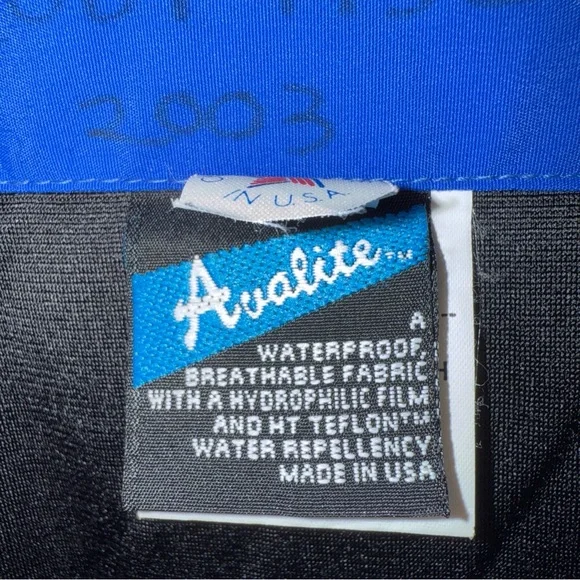 2003
IN U.S.A
Avalite™
A
WATERPROOF,
BREATHABLE FABRIC
WITH A HYDROPHILIC FILM
AND HT TEFLON™
WATER REPELLENCY
MADE IN USA